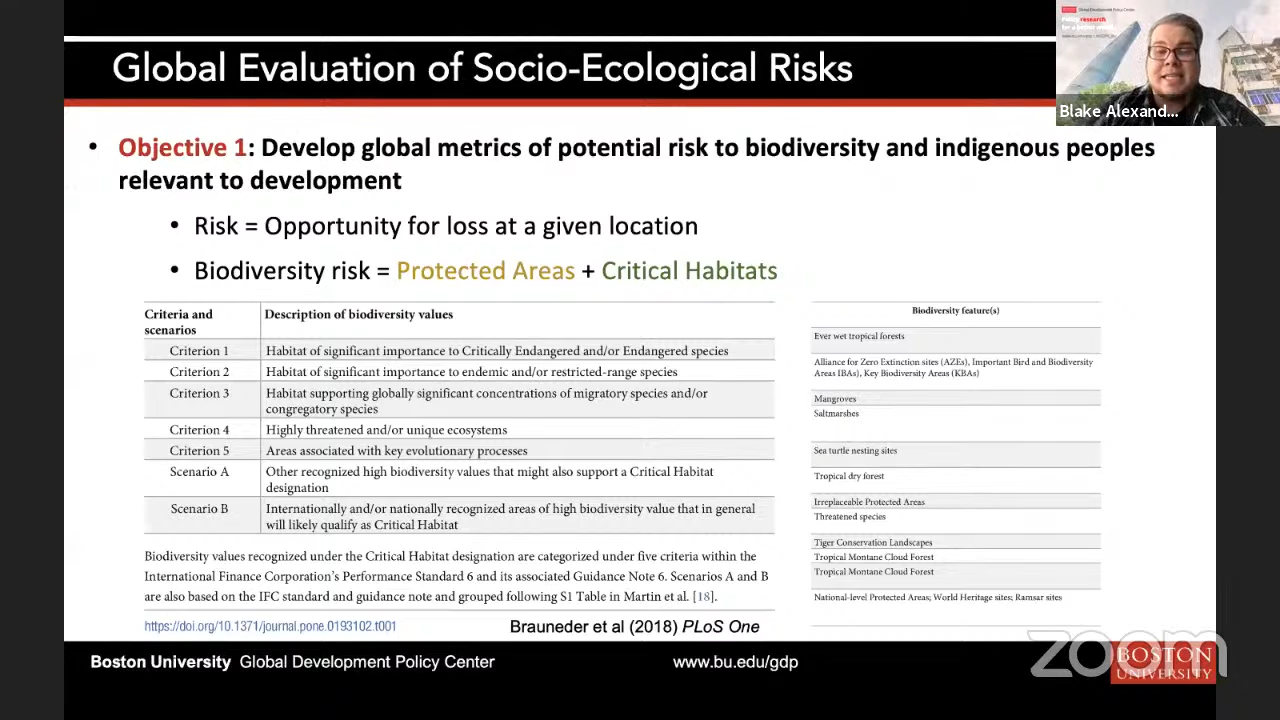 Global Evaluation of Socio-Ecological Risks
Blake Alexand...
• Objective 1: Develop global metrics of potential risk to biodiversity and indigenous peoples
relevant to development
• Risk = Opportunity for loss at a given location
• Biodiversity risk = Protected Areas + Critical Habitats
Criteria and
scenarios
Description of biodiversity values
Criterion 1 Habitat of significant importance to Critically Endangered and/or Endangered species
Criterion 2 Habitat of significant importance to endemic and/or restricted-range species
Criterion 3 Habitat supporting globally significant concentrations of migratory species and/or
congregatory species
Criterion 4 Highly threatened and/or unique ecosystems
Criterion 5 Areas associated with key evolutionary processes
Scenario A Other recognized high biodiversity values that might also support a Critical Habitat
designation
Scenario B Internationally and/or nationally recognized areas of high biodiversity value that in general
will likely qualify as Critical Habitat
Biodiversity values recognized under the Critical Habitat designation are categorized under five criteria within the
International Finance Corporation's Performance Standard 6 and its associated Guidance Note 6. Scenarios A and B
are also based on the IFC standard and guidance note and grouped following S1 Table in Martin et al. [18].
https://doi.org/10.1371/journal.pone.0193102.t001
Brauneder et al (2018) PLoS One
Biodiversity feature(s)
Ever wet tropical forests
Alliance for Zero Extinction sites (AZEs), Important Bird and Biodiversity
Areas IBAs), Key Biodiversity Areas (KBAs)
Mangroves
Saltmarshes
Sea turtle nesting sites
Tropical dry forest
Irreplaceable Protected Areas
Threatened species
Tiger Conservation Landscapes
Tropical Montane Cloud Forest
Tropical Montane Cloud Forest
National-level Protected Areas; World Heritage sites; Ramsar sites
Boston University Global Development Policy Center
www.bu.edu/gdp
zoom
BOSTON
UNIVERSITY